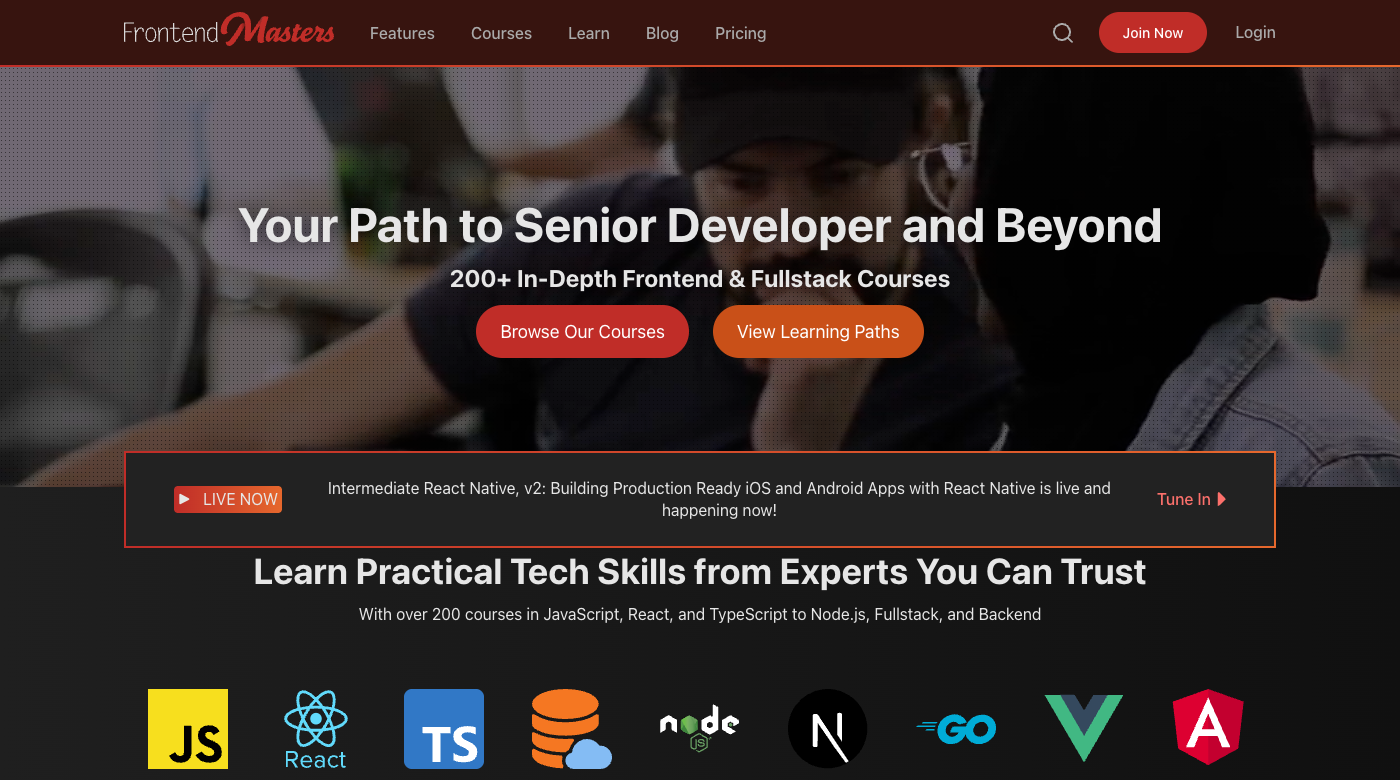 Frontend Masters
Features
Courses
Learn
Blog
Pricing
Join Now
Login
Your Path to Senior Developer and Beyond
200+ In-Depth Frontend & Fullstack Courses
Browse Our Courses
View Learning Paths
LIVE NOW
Intermediate React Native, v2: Building Production Ready iOS and Android Apps with React Native is live and
happening now!
Tune In
Learn Practical Tech Skills from Experts You Can Trust
With over 200 courses in JavaScript, React, and TypeScript to Node.js, Fullstack, and Backend
JS
React
TS
node
JS
N
GO
A